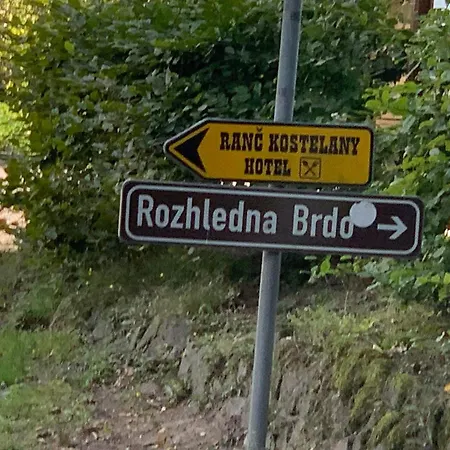 RANČ KOSTELANY
HOTEL
Rozhledna Brdo